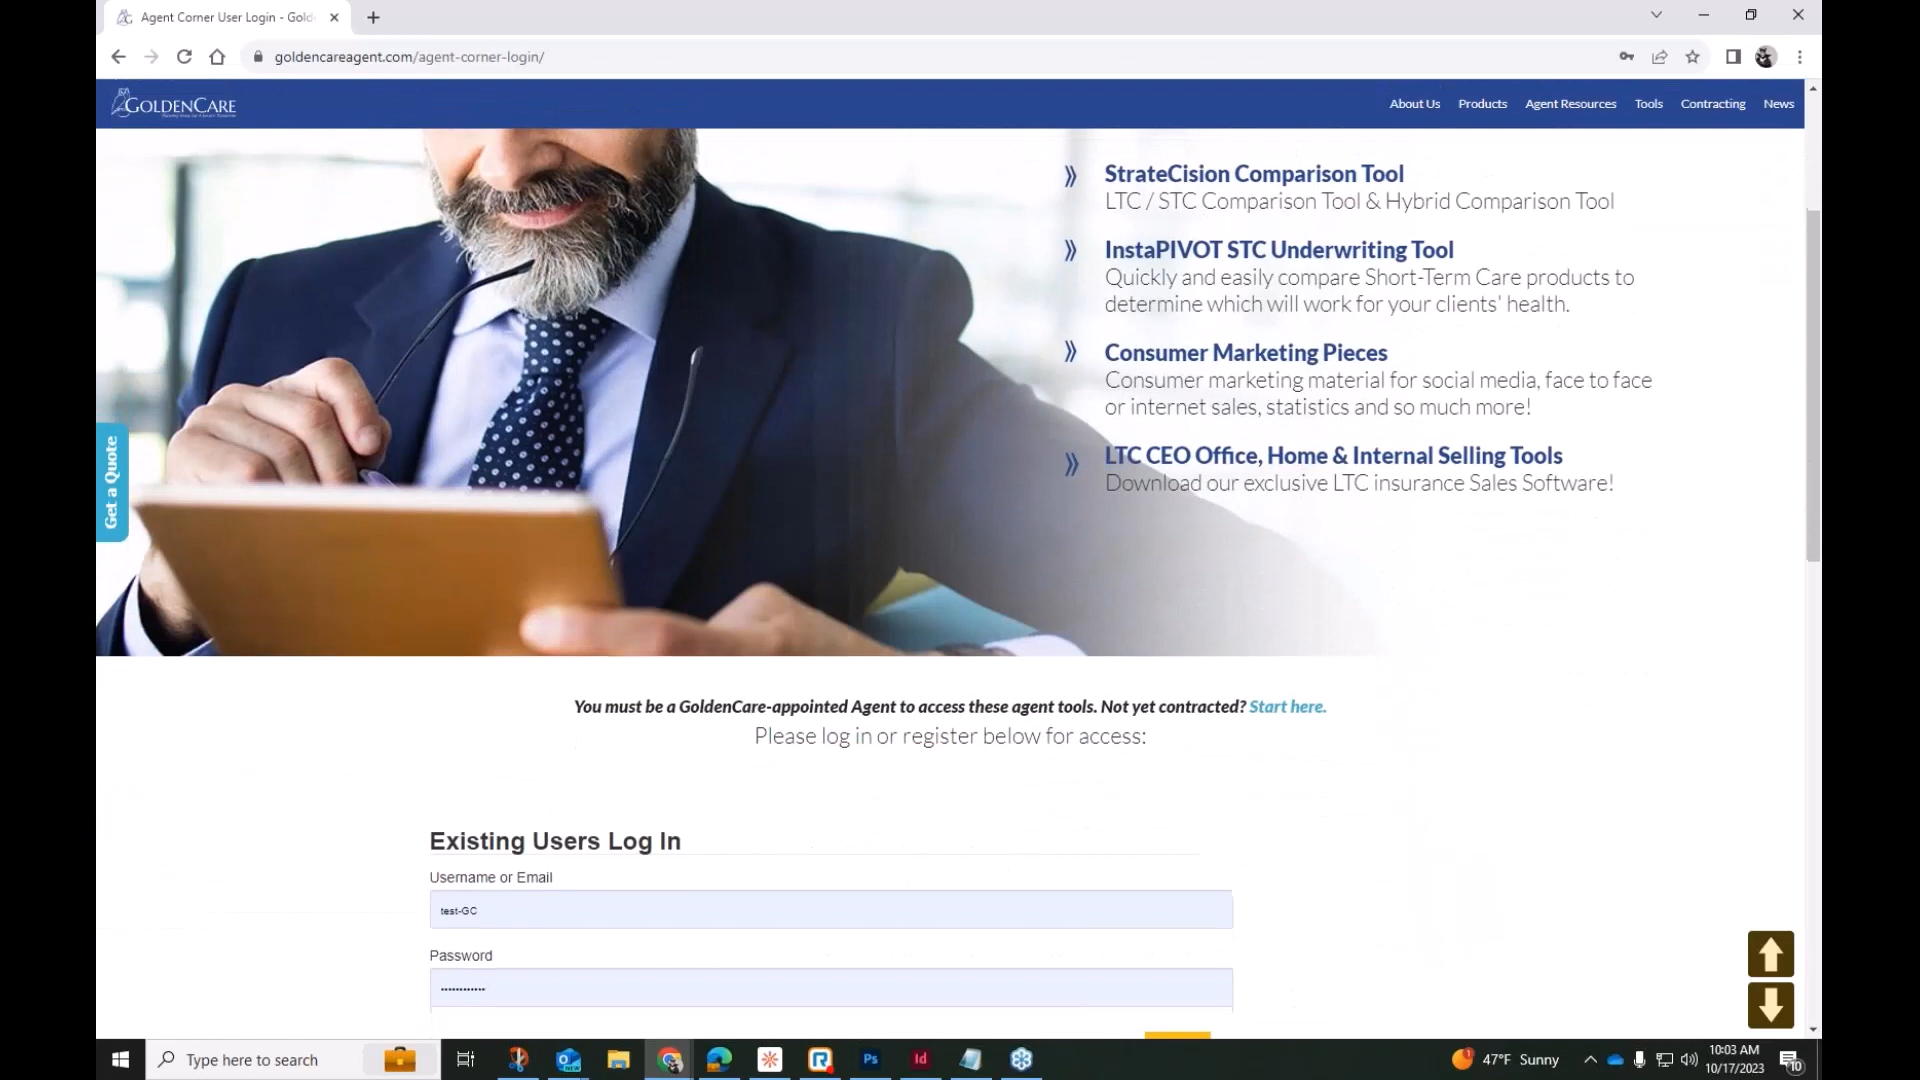 Agent Corner User Login - Gold
goldencareagent.com/agent-corner-login/
GOLDENCARE
About Us Products Agent Resources Tools Contracting News
StrateCision Comparison Tool
LTC / STC Comparison Tool & Hybrid Comparison Tool
InstaPIVOT STC Underwriting Tool
Quickly and easily compare Short-Term Care products to
determine which will work for your clients' health.
Consumer Marketing Pieces
Consumer marketing material for social media, face to face
or internet sales, statistics and so much more!
LTC CEO Office, Home & Internal Selling Tools
Download our exclusive LTC insurance Sales Software!
Get a Quote
You must be a GoldenCare-appointed Agent to access these agent tools. Not yet contracted? Start here.
Please log in or register below for access:
Existing Users Log In
Username or Email
test-GC
Password
Type here to search
NEW
Ps
Id
47°F Sunny
10:03 AM
10/17/2023
10